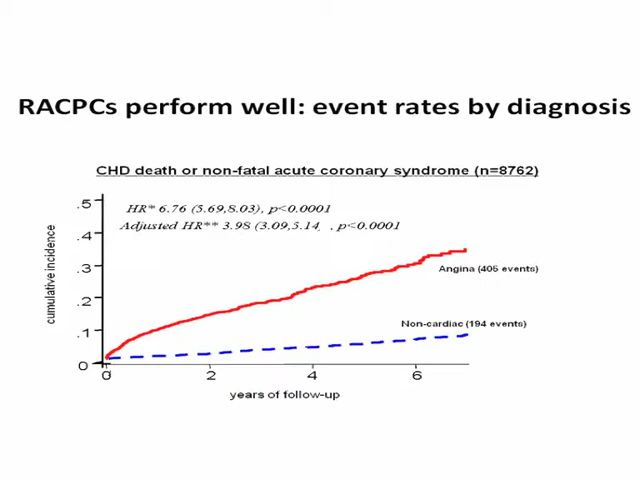 RACPCs perform well: event rates by diagnosis
CHD death or non-fatal acute coronary syndrome (n=8762)
HR* 6.76 (5.69,8.03), p<0.0001
Adjusted HR** 3.98 (3.09,5.14, p<0.0001
.5
.4
.3
.2
.1
0
cumulative incidence
Angina (405 events)
Non-cardiac (194 events)
0 2 4 6
years of follow-up